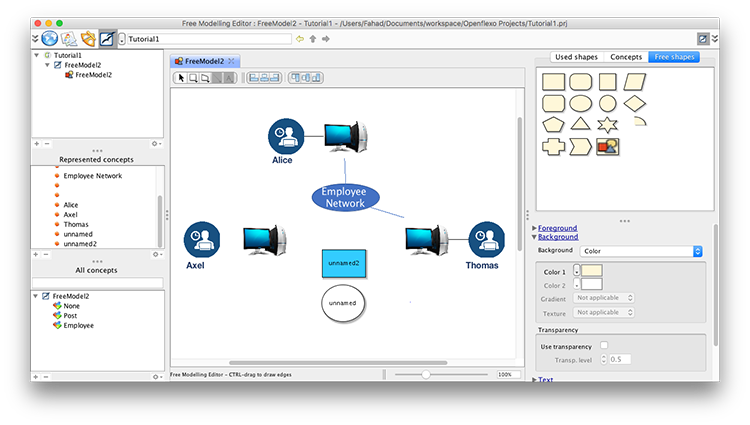 Free Modelling Editor : FreeModel2 - Tutorial1 - /Users/Fahad/Documents/workspace/Openflexo Projects/Tutorial1.prj
Tutorial1
Tutorial1
FreeModel2
FreeModel2
Represented concepts
Employee Network
Alice
Axel
Thomas
unnamed
unnamed2
All concepts
FreeModel2
None
Post
Employee
FreeModel2
A
Alice
Employee
Network
Axel
Thomas
unnamed2
unnamed
Free Modelling Editor - CTRL-drag to draw edges
100%
Used shapes
Concepts
Free shapes
Foreground
Background
Background
Color
Color 1
Color 2
Gradient
Not applicable
Texture
Not applicable
Transparency
Use transparency
Transp. level
0.5
Text